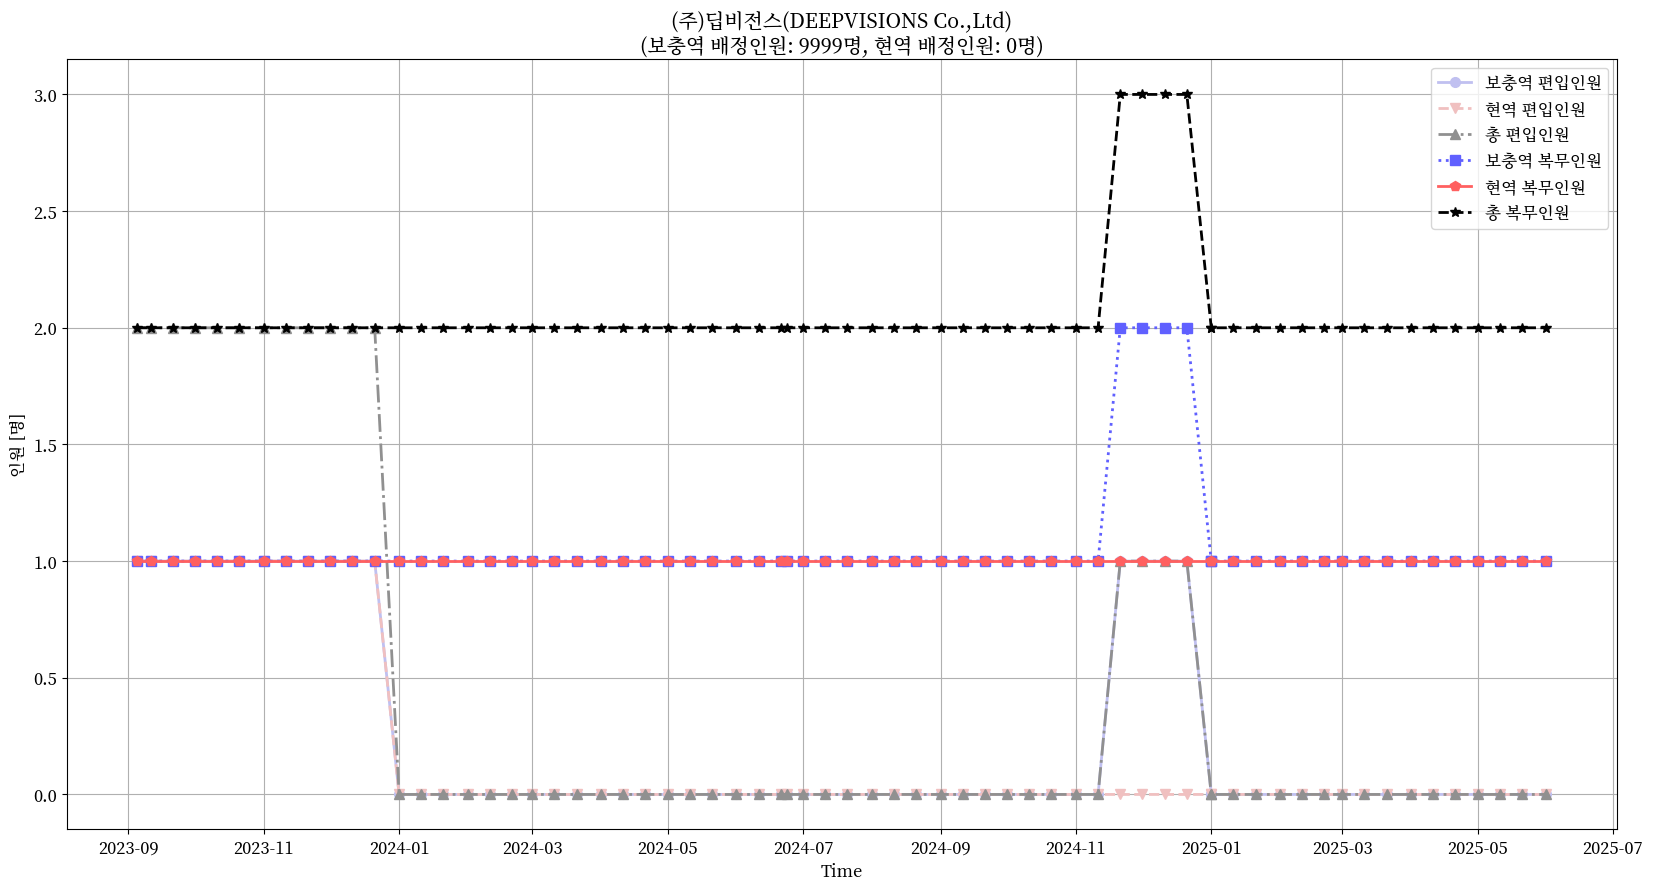 (주)딥비전스(DEEPVISIONS Co.,Ltd)
(보충역 배정인원: 9999명, 현역 배정인원: 0명)
보충역 편입인원
현역 편입인원
총 편입인원
보충역 복무인원
현역 복무인원
총 복무인원
인원 [명]
3.0
2.5
2.0
1.5
1.0
0.5
0.0
2023-09 2023-11 2024-01 2024-03 2024-05 2024-07 2024-09 2024-11 2025-01 2025-03 2025-05 2025-07
Time